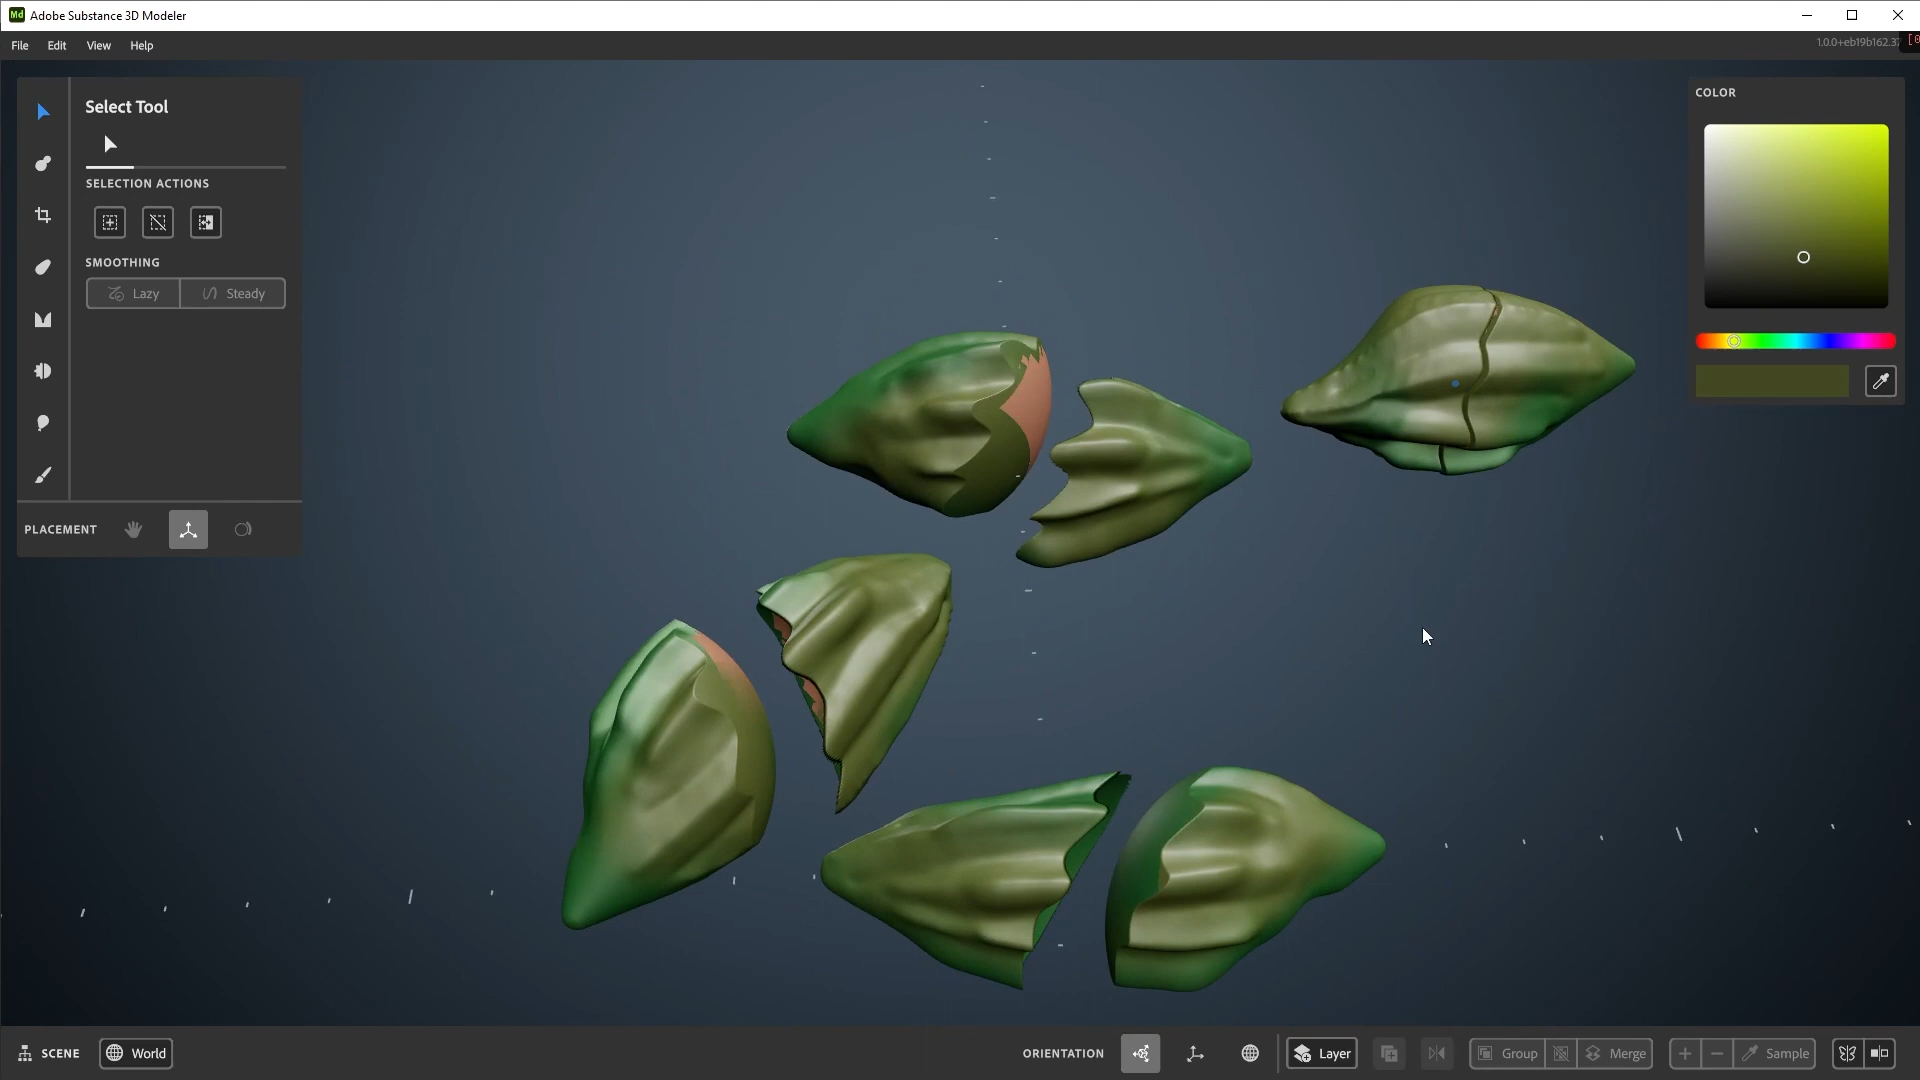 Md Adobe Substance 3D Modeler
File Edit View Help
Select Tool
SELECTION ACTIONS
SMOOTHING
Lazy Steady
PLACEMENT
COLOR
SCENE World
ORIENTATION Layer Group Merge Sample